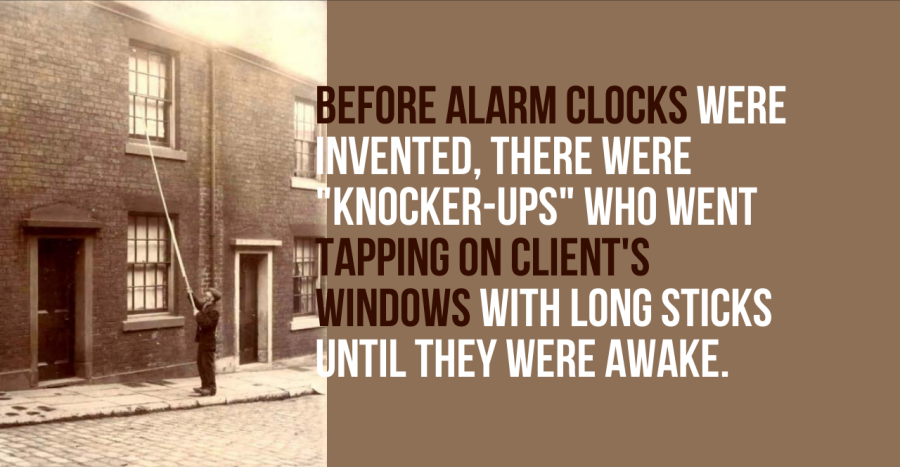 BEFORE ALARM CLOCKS WERE
INVENTED, THERE WERE
"KNOCKER-UPS" WHO WENT
TAPPING ON CLIENT'S
WINDOWS WITH LONG STICKS
UNTIL THEY WERE AWAKE.